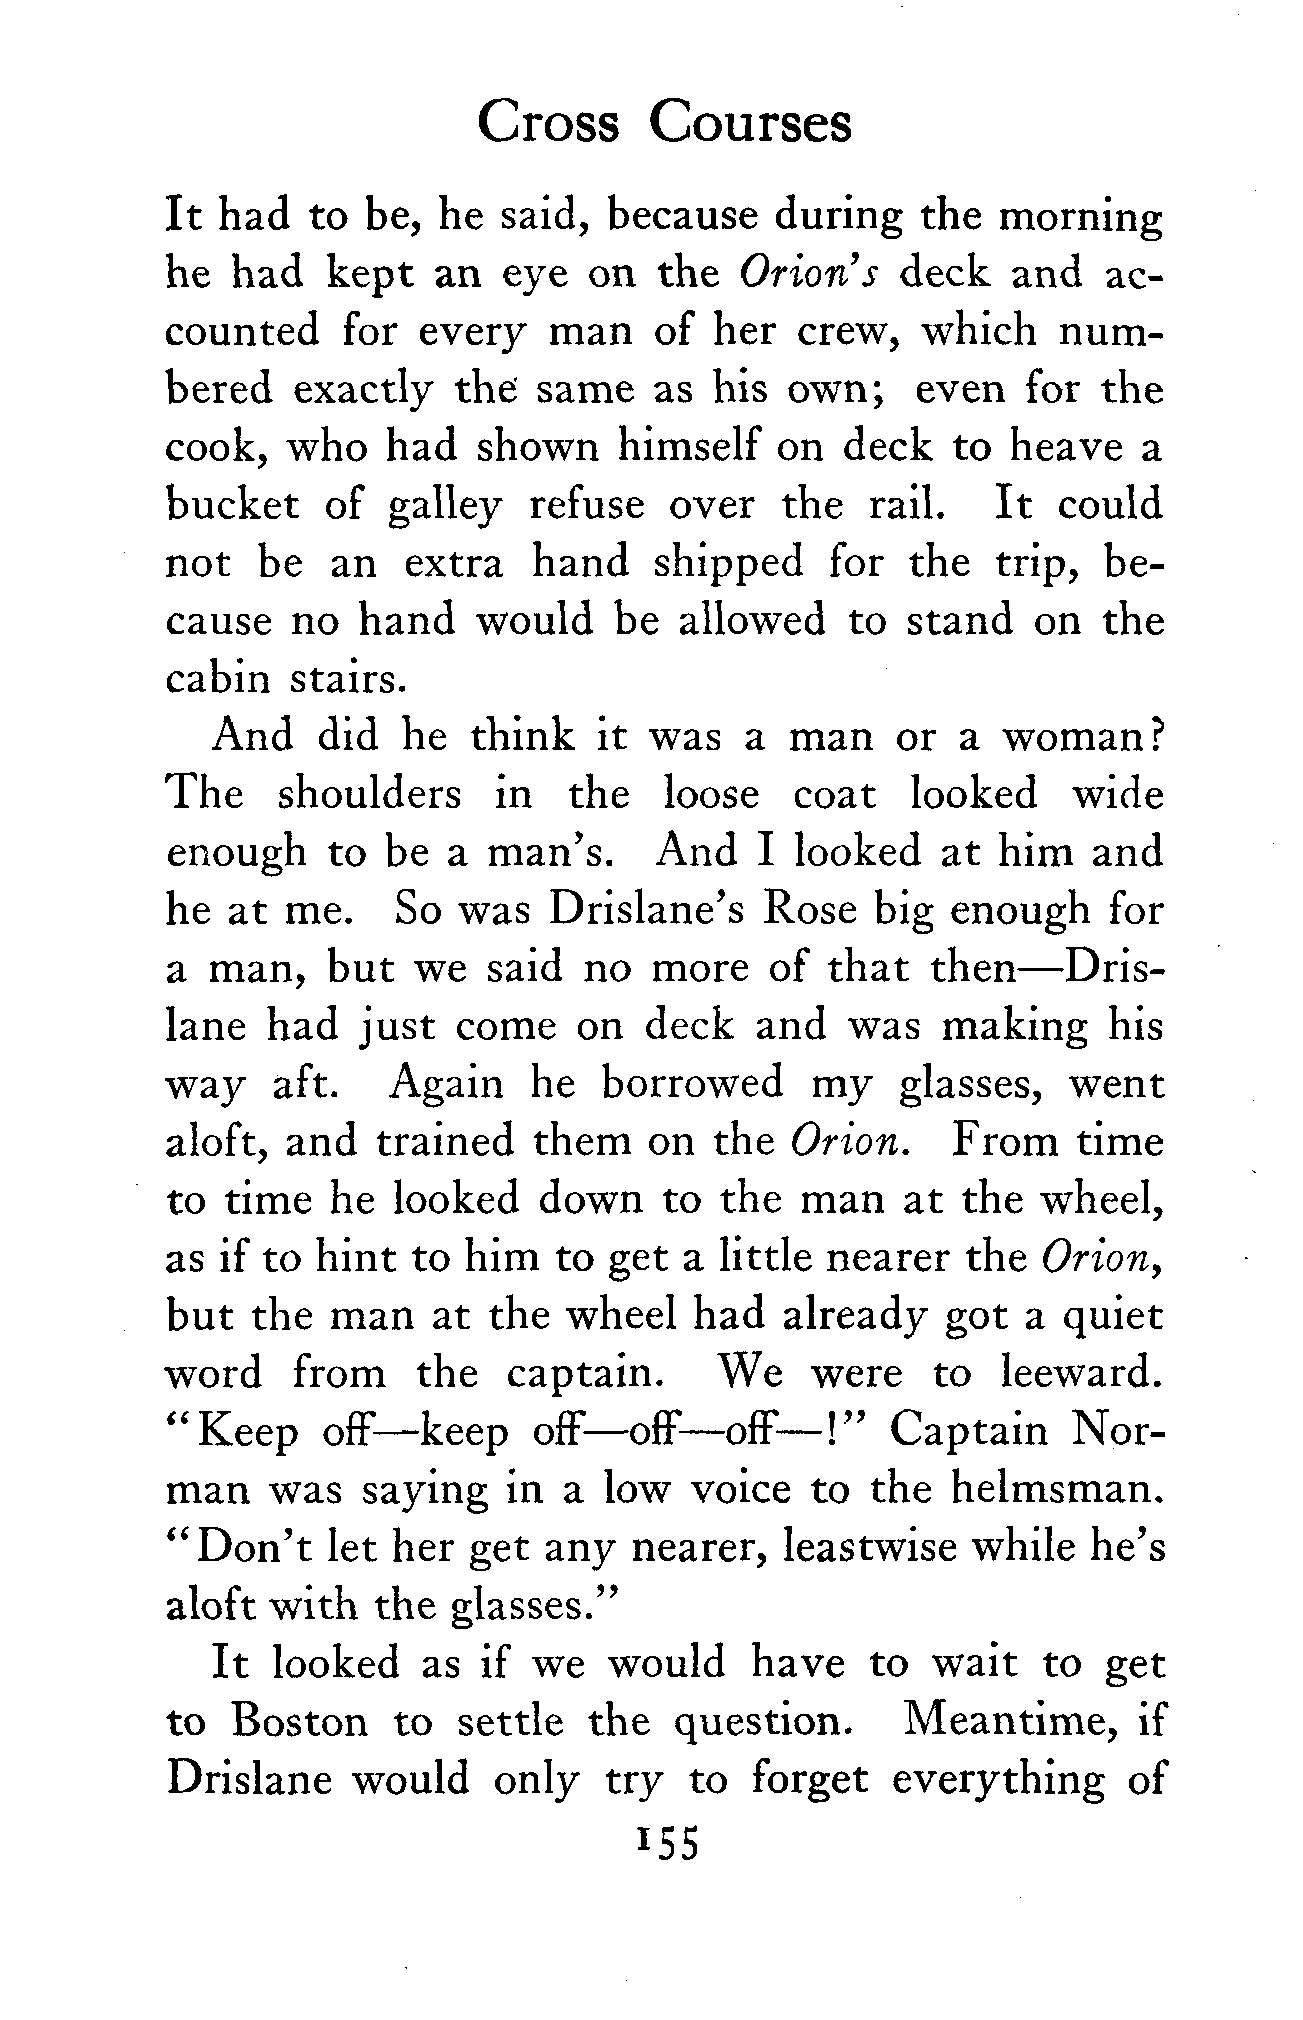 Cross Courses
It had to be, he said, because during the morning
he had kept an eye on the Orion's deck and ac-
counted for every man of her crew, which num-
bered exactly the same as his own; even for the
cook, who had shown himself on deck to heave a
bucket of galley refuse over the rail. It could
not be an extra hand shipped for the trip, be-
cause no hand would be allowed to stand on the
cabin stairs.
And did he think it was a man or a woman?
The shoulders in the loose coat looked wide
enough to be a man's. And I looked at him and
he at me. So was Drislane's Rose big enough for
a man, but we said no more of that then—Dris-
lane had just come on deck and was making his
way aft. Again he borrowed my glasses, went
aloft, and trained them on the Orion. From time
to time he looked down to the man at the wheel,
as if to hint to him to get a little nearer the Orion,
but the man at the wheel had already got a quiet
word from the captain. We were to leeward.
"Keep off—keep off—off—off—!" Captain Nor-
man was saying in a low voice to the helmsman.
"Don't let her get any nearer, leastwise while he's
aloft with the glasses."
It looked as if we would have to wait to get
to Boston to settle the question. Meantime, if
Drislane would only try to forget everything of
155